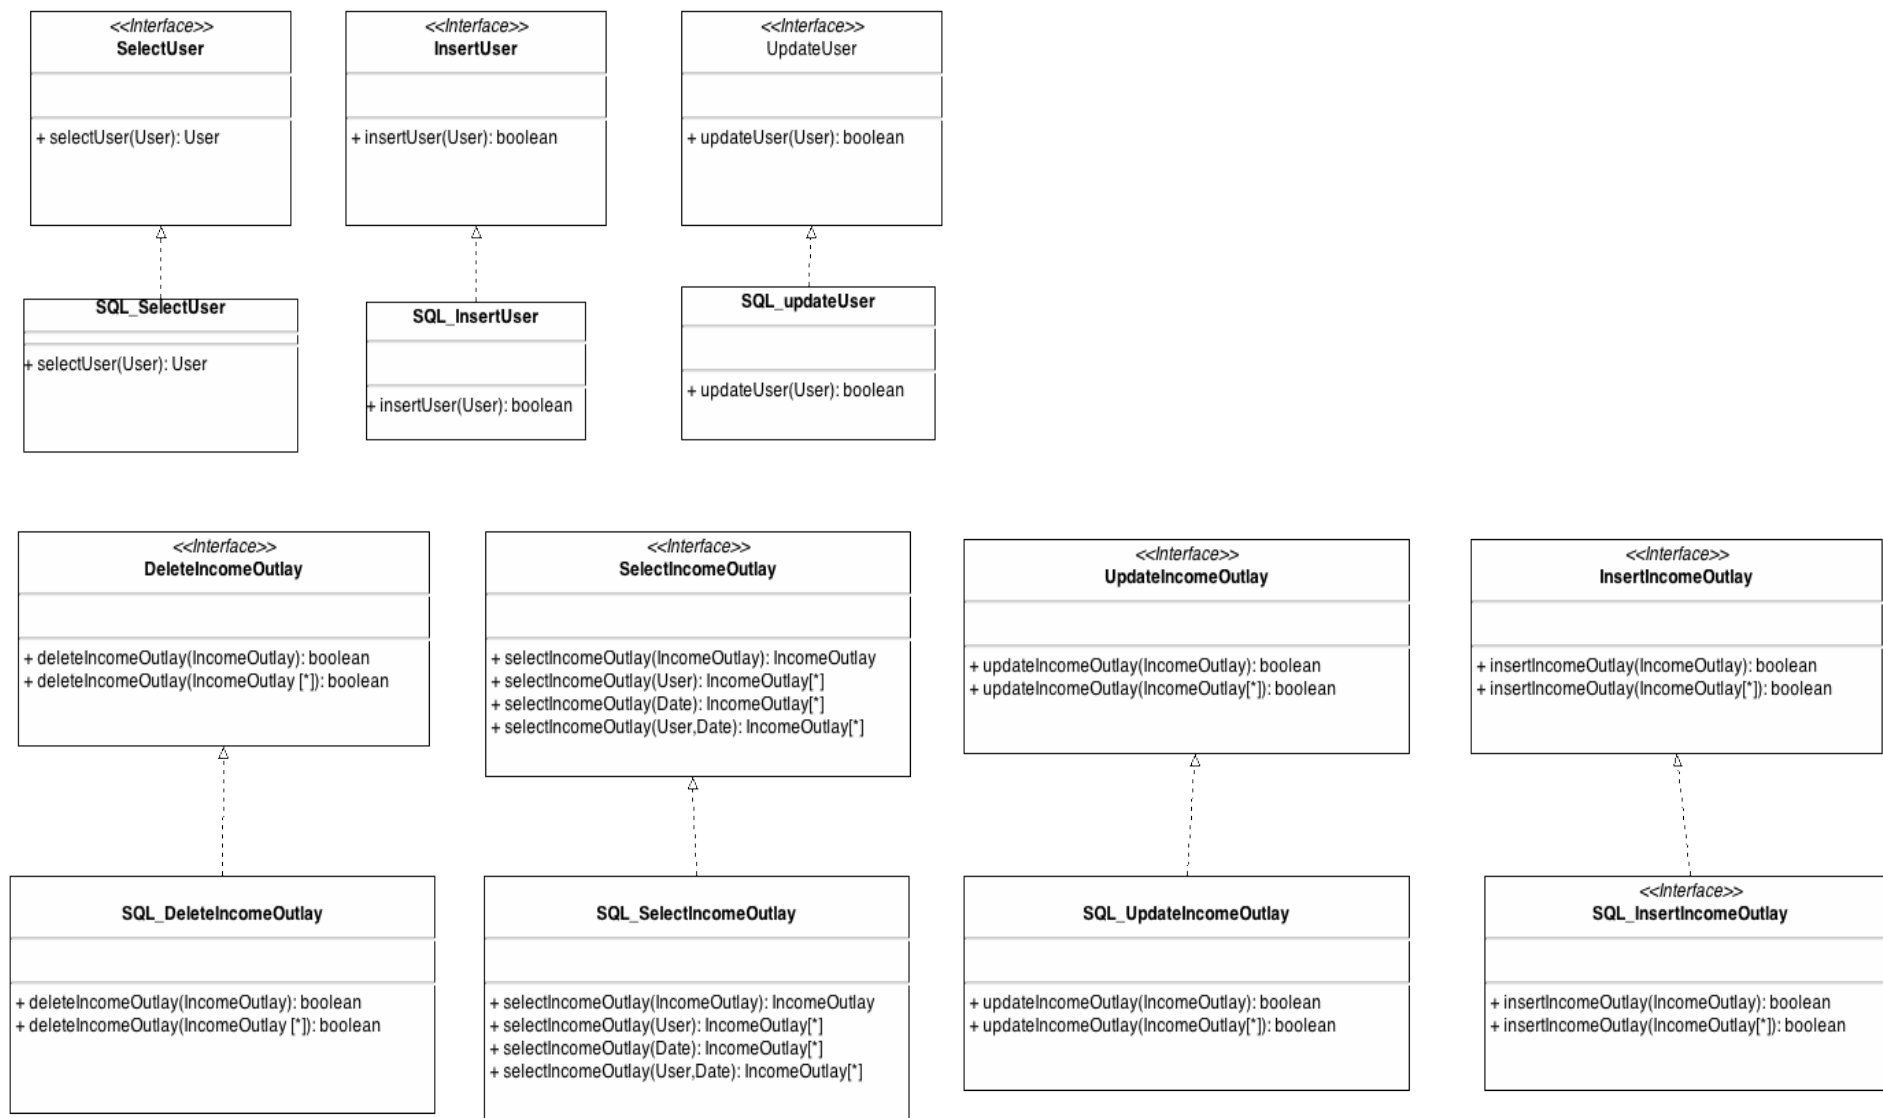 <<Interface>>
SelectUser
+ selectUser(User): User
<<Interface>>
InsertUser
+ insertUser(User): boolean
<<Interface>>
UpdateUser
+ updateUser(User): boolean
SQL_SelectUser
+ selectUser(User): User
SQL_InsertUser
+ insertUser(User): boolean
SQL_updateUser
+ updateUser(User): boolean
<<Interface>>
DeleteIncomeOutlay
+ deleteIncomeOutlay(IncomeOutlay): boolean
+ deleteIncomeOutlay(IncomeOutlay [*]): boolean
<<Interface>>
SelectIncomeOutlay
+ selectIncomeOutlay(IncomeOutlay): IncomeOutlay
+ selectIncomeOutlay(User): IncomeOutlay[*]
+ selectIncomeOutlay(Date): IncomeOutlay[*]
+ selectIncomeOutlay(User,Date): IncomeOutlay[*]
<<Interface>>
UpdateIncomeOutlay
+ updateIncomeOutlay(IncomeOutlay): boolean
+ updateIncomeOutlay(IncomeOutlay[*]): boolean
<<Interface>>
InsertIncomeOutlay
+ insertIncomeOutlay(IncomeOutlay): boolean
+ insertIncomeOutlay(IncomeOutlay[*]): boolean
SQL_DeleteIncomeOutlay
+ deleteIncomeOutlay(IncomeOutlay): boolean
+ deleteIncomeOutlay(IncomeOutlay [*]): boolean
SQL_SelectIncomeOutlay
+ selectIncomeOutlay(IncomeOutlay): IncomeOutlay
+ selectIncomeOutlay(User): IncomeOutlay[*]
+ selectIncomeOutlay(Date): IncomeOutlay[*]
+ selectIncomeOutlay(User,Date): IncomeOutlay[*]
SQL_UpdateIncomeOutlay
+ updateIncomeOutlay(IncomeOutlay): boolean
+ updateIncomeOutlay(IncomeOutlay[*]): boolean
<<Interface>>
SQL_InsertIncomeOutlay
+ insertIncomeOutlay(IncomeOutlay): boolean
+ insertIncomeOutlay(IncomeOutlay[*]): boolean